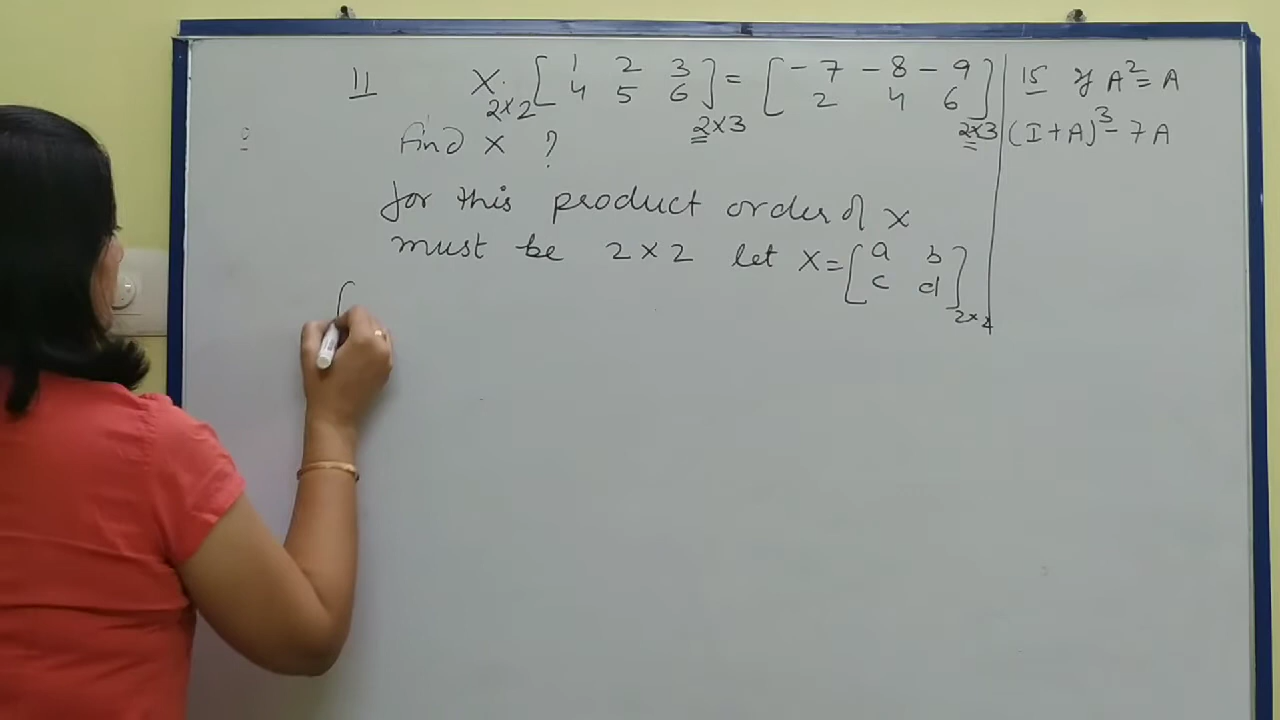 11 X. [ 1 2 3 ] = [ -7 -8 -9 ]
2×2 [ 4 5 6 ] 2×3 [ 2 4 6 ] 2×3
Find X ?
for this product order of X
must be 2×2 let X = [ a b
c d ] 2×2
15 If A² = A
(I+A)³ - 7A